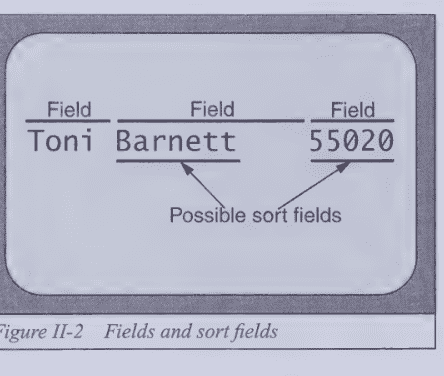 Field Field Field
Toni Barnett 55020
Possible sort fields
Figure II-2 Fields and sort fields